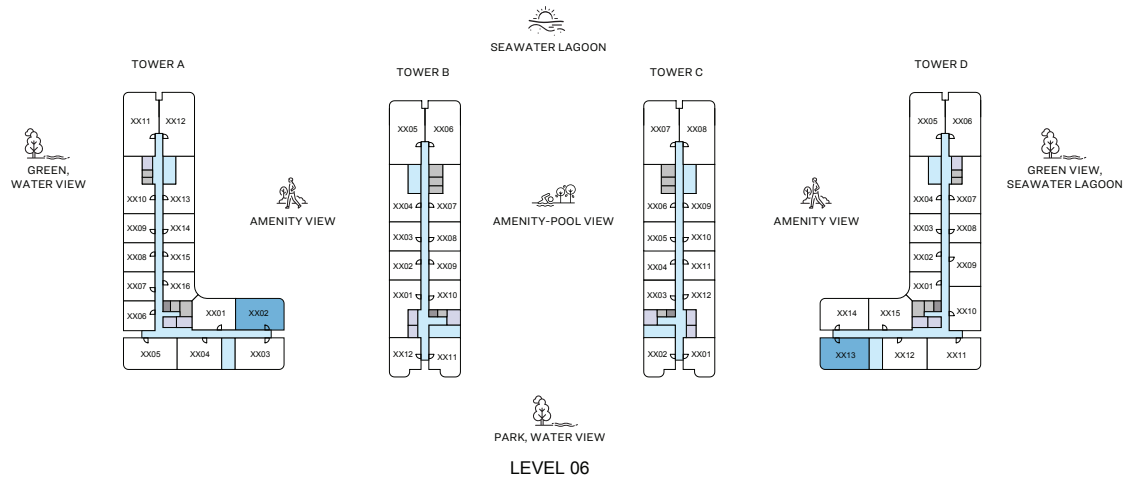 SEAWATER LAGOON
TOWER A
TOWER B
TOWER C
TOWER D
XX11 XX12
XX10 XX13
XX09 XX14
XX08 XX15
XX07 XX16
XX06 XX01 XX02
XX05 XX04 XX03
XX05 XX06
XX04 XX07
XX03 XX08
XX02 XX09
XX01 XX10
XX12 XX11
XX07 XX08
XX06 XX09
XX05 XX10
XX04 XX11
XX03 XX12
XX02 XX01
XX05 XX06
XX04 XX07
XX03 XX08
XX02 XX09
XX01
XX14 XX15 XX10
XX13 XX12 XX11
GREEN,
WATER VIEW
AMENITY VIEW
AMENITY-POOL VIEW
AMENITY VIEW
GREEN VIEW,
SEAWATER LAGOON
PARK, WATER VIEW
LEVEL 06